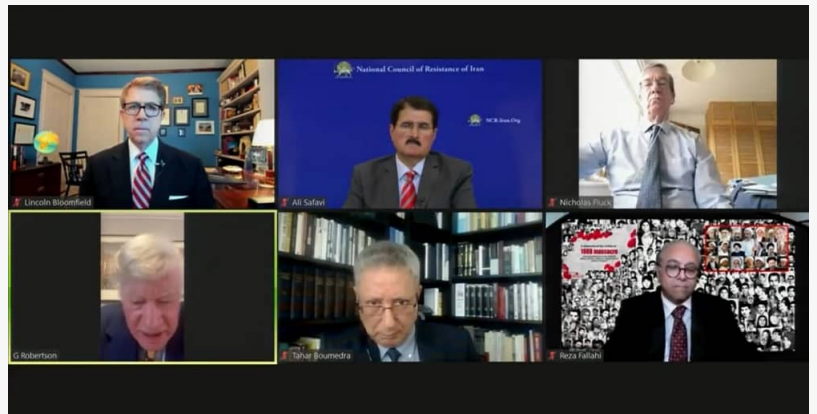 National Council of Resistance of Iran
NCR-Iran.Org
Lincoln Bloomfield
Ali Safavi
Nicholas Fluck
1988 massacre
G Robertson
Tahar Boumedra
Reza Fallahi